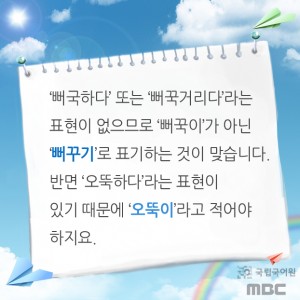 ‘뻐국하다’ 또는 ‘뻐꾹거리다’라는
표현이 없으므로 ‘뻐꾹이’가 아닌
‘뻐꾸기’로 표기하는 것이 맞습니다.
반면 ‘오뚝하다’라는 표현이
있기 때문에 ‘오뚝이’라고 적어야
하지요.
국립국어원
MBC